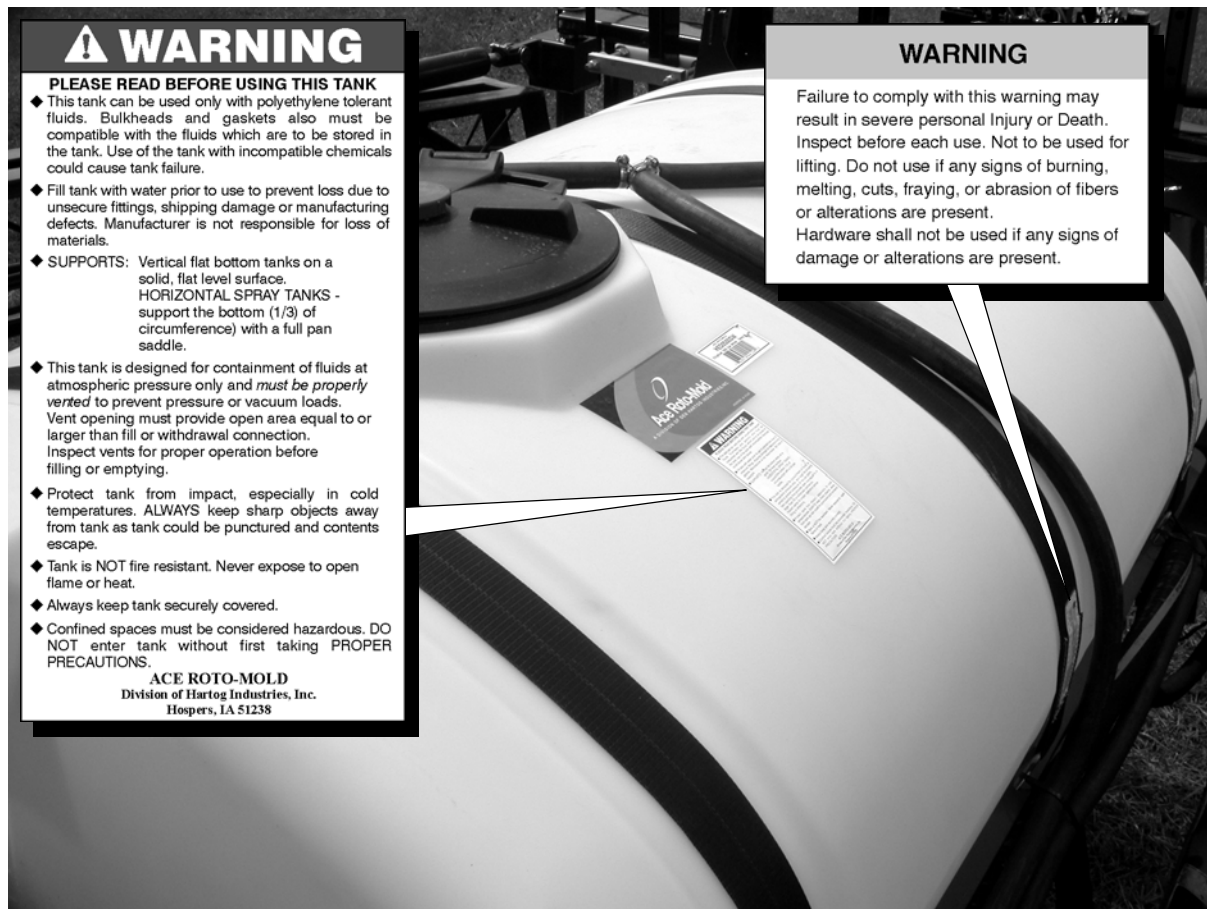 WARNING
PLEASE READ BEFORE USING THIS TANK
◆ This tank can be used only with polyethylene tolerant
fluids. Bulkheads and gaskets also must be
compatible with the fluids which are to be stored in
the tank. Use of the tank with incompatible chemicals
could cause tank failure.
◆ Fill tank with water prior to use to prevent loss due to
unsecure fittings, shipping damage or manufacturing
defects. Manufacturer is not responsible for loss of
materials.
◆ SUPPORTS: Vertical flat bottom tanks on a
solid, flat level surface.
HORIZONTAL SPRAY TANKS -
support the bottom (1/3) of
circumference) with a full pan
saddle.
◆ This tank is designed for containment of fluids at
atmospheric pressure only and must be properly
vented to prevent pressure or vacuum loads.
Vent opening must provide open area equal to or
larger than fill or withdrawal connection.
Inspect vents for proper operation before
filling or emptying.
◆ Protect tank from impact, especially in cold
temperatures. ALWAYS keep sharp objects away
from tank as tank could be punctured and contents
escape.
◆ Tank is NOT fire resistant. Never expose to open
flame or heat.
◆ Always keep tank securely covered.
◆ Confined spaces must be considered hazardous. DO
NOT enter tank without first taking PROPER
PRECAUTIONS.
ACE ROTO-MOLD
Division of Hartog Industries, Inc.
Hospers, IA 51238
WARNING
Failure to comply with this warning may
result in severe personal Injury or Death.
Inspect before each use. Not to be used for
lifting. Do not use if any signs of burning,
melting, cuts, fraying, or abrasion of fibers
or alterations are present.
Hardware shall not be used if any signs of
damage or alterations are present.
Ace Roto-Mold
WARNING